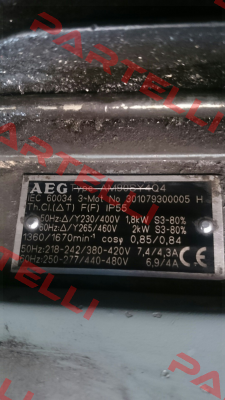 PARTELLI
AEG Type AM90SY4Q4
IEC 60034 3-Mot No 301079300005 H
Th.Cl.(ΔT) F(F) IP55
50Hz:Δ/Y230/400V 1,8kW S3-80%
60Hz:Δ/Y265/460V 2kW S3-80%
1360/1670min⁻¹ cosφ 0,85/0,84
50Hz:218-242/380-420V 7,4/4,3A
60Hz:250-277/440-480V 6,9/4A CE
PARTELLI
PARTELLI